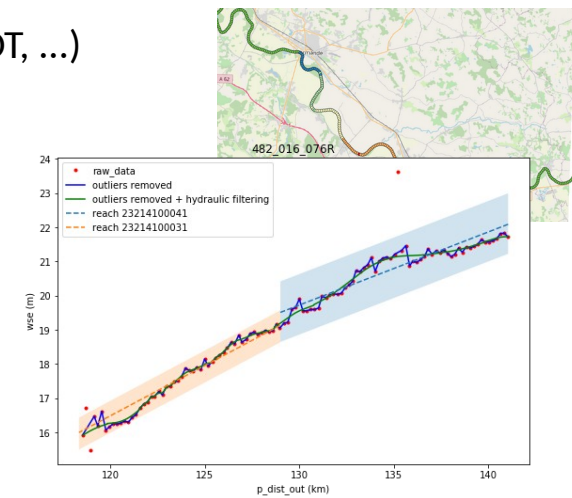 OT, ...)
A 62
482_016_076R
raw_data
outliers removed
outliers removed + hydraulic filtering
reach 23214100041
reach 23214100031
24
23
22
21
20
19
18
17
16
wse (m)
120
125
130
135
140
p_dist_out (km)